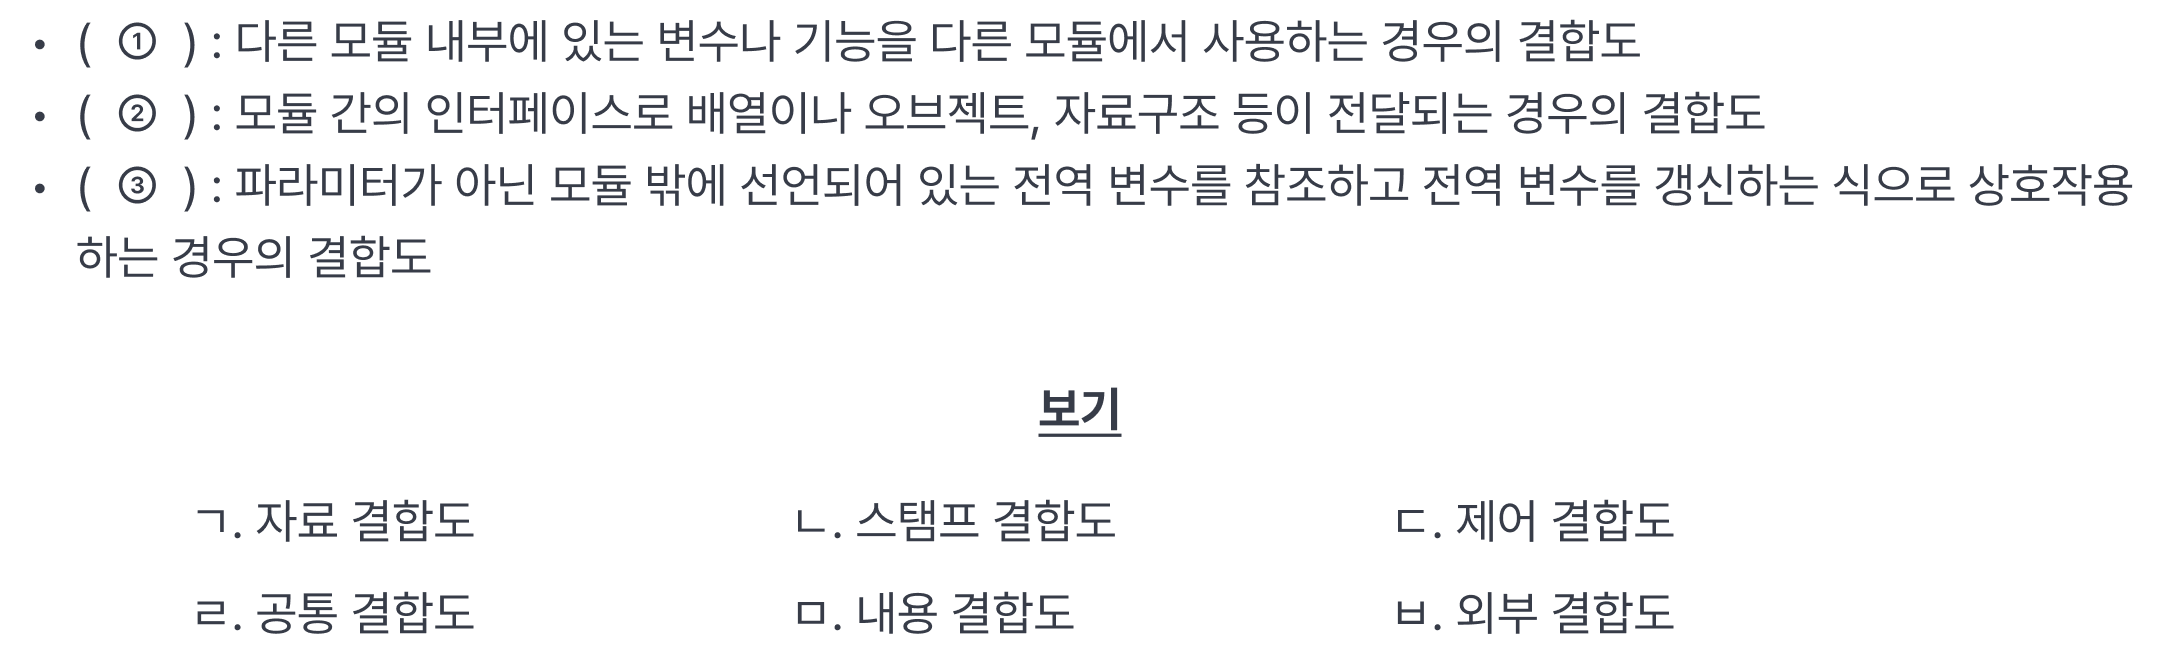 • ( ① ) : 다른 모듈 내부에 있는 변수나 기능을 다른 모듈에서 사용하는 경우의 결합도
• ( ② ) : 모듈 간의 인터페이스로 배열이나 오브젝트, 자료구조 등이 전달되는 경우의 결합도
• ( ③ ) : 파라미터가 아닌 모듈 밖에 선언되어 있는 전역 변수를 참조하고 전역 변수를 갱신하는 식으로 상호작용
하는 경우의 결합도
보기
ㄱ. 자료 결합도 ㄴ. 스탬프 결합도 ㄷ. 제어 결합도
ㄹ. 공통 결합도 ㅁ. 내용 결합도 ㅂ. 외부 결합도